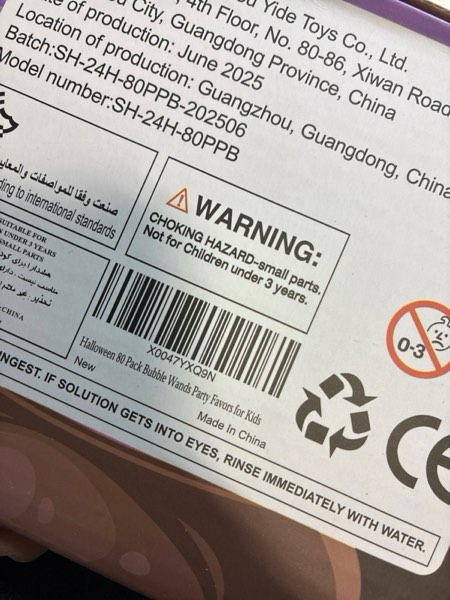 Yide Toys Co., Ltd.
4th Floor, No. 80-86, Xiwan Road
City, Guangdong Province, China
of production: June 2025
Location of production: Guangzhou, Guangdong, China
Batch:SH-24H-80PPB-202506
Model number:SH-24H-80PPB
صنعت وفقا للمواصفات والمعايير
to international standards
WARNING:
CHOKING HAZARD-small parts.
Not for Children under 3 years.
SUITABLE FOR
UNDER 3 YEARS
SMALL PARTS
CHINA
X0047YXQ9N
Halloween 80 Pack Bubble Wands Party Favors for Kids
New
Made In China
0-3
CE
INGEST. IF SOLUTION GETS INTO EYES, RINSE IMMEDIATELY WITH WATER.